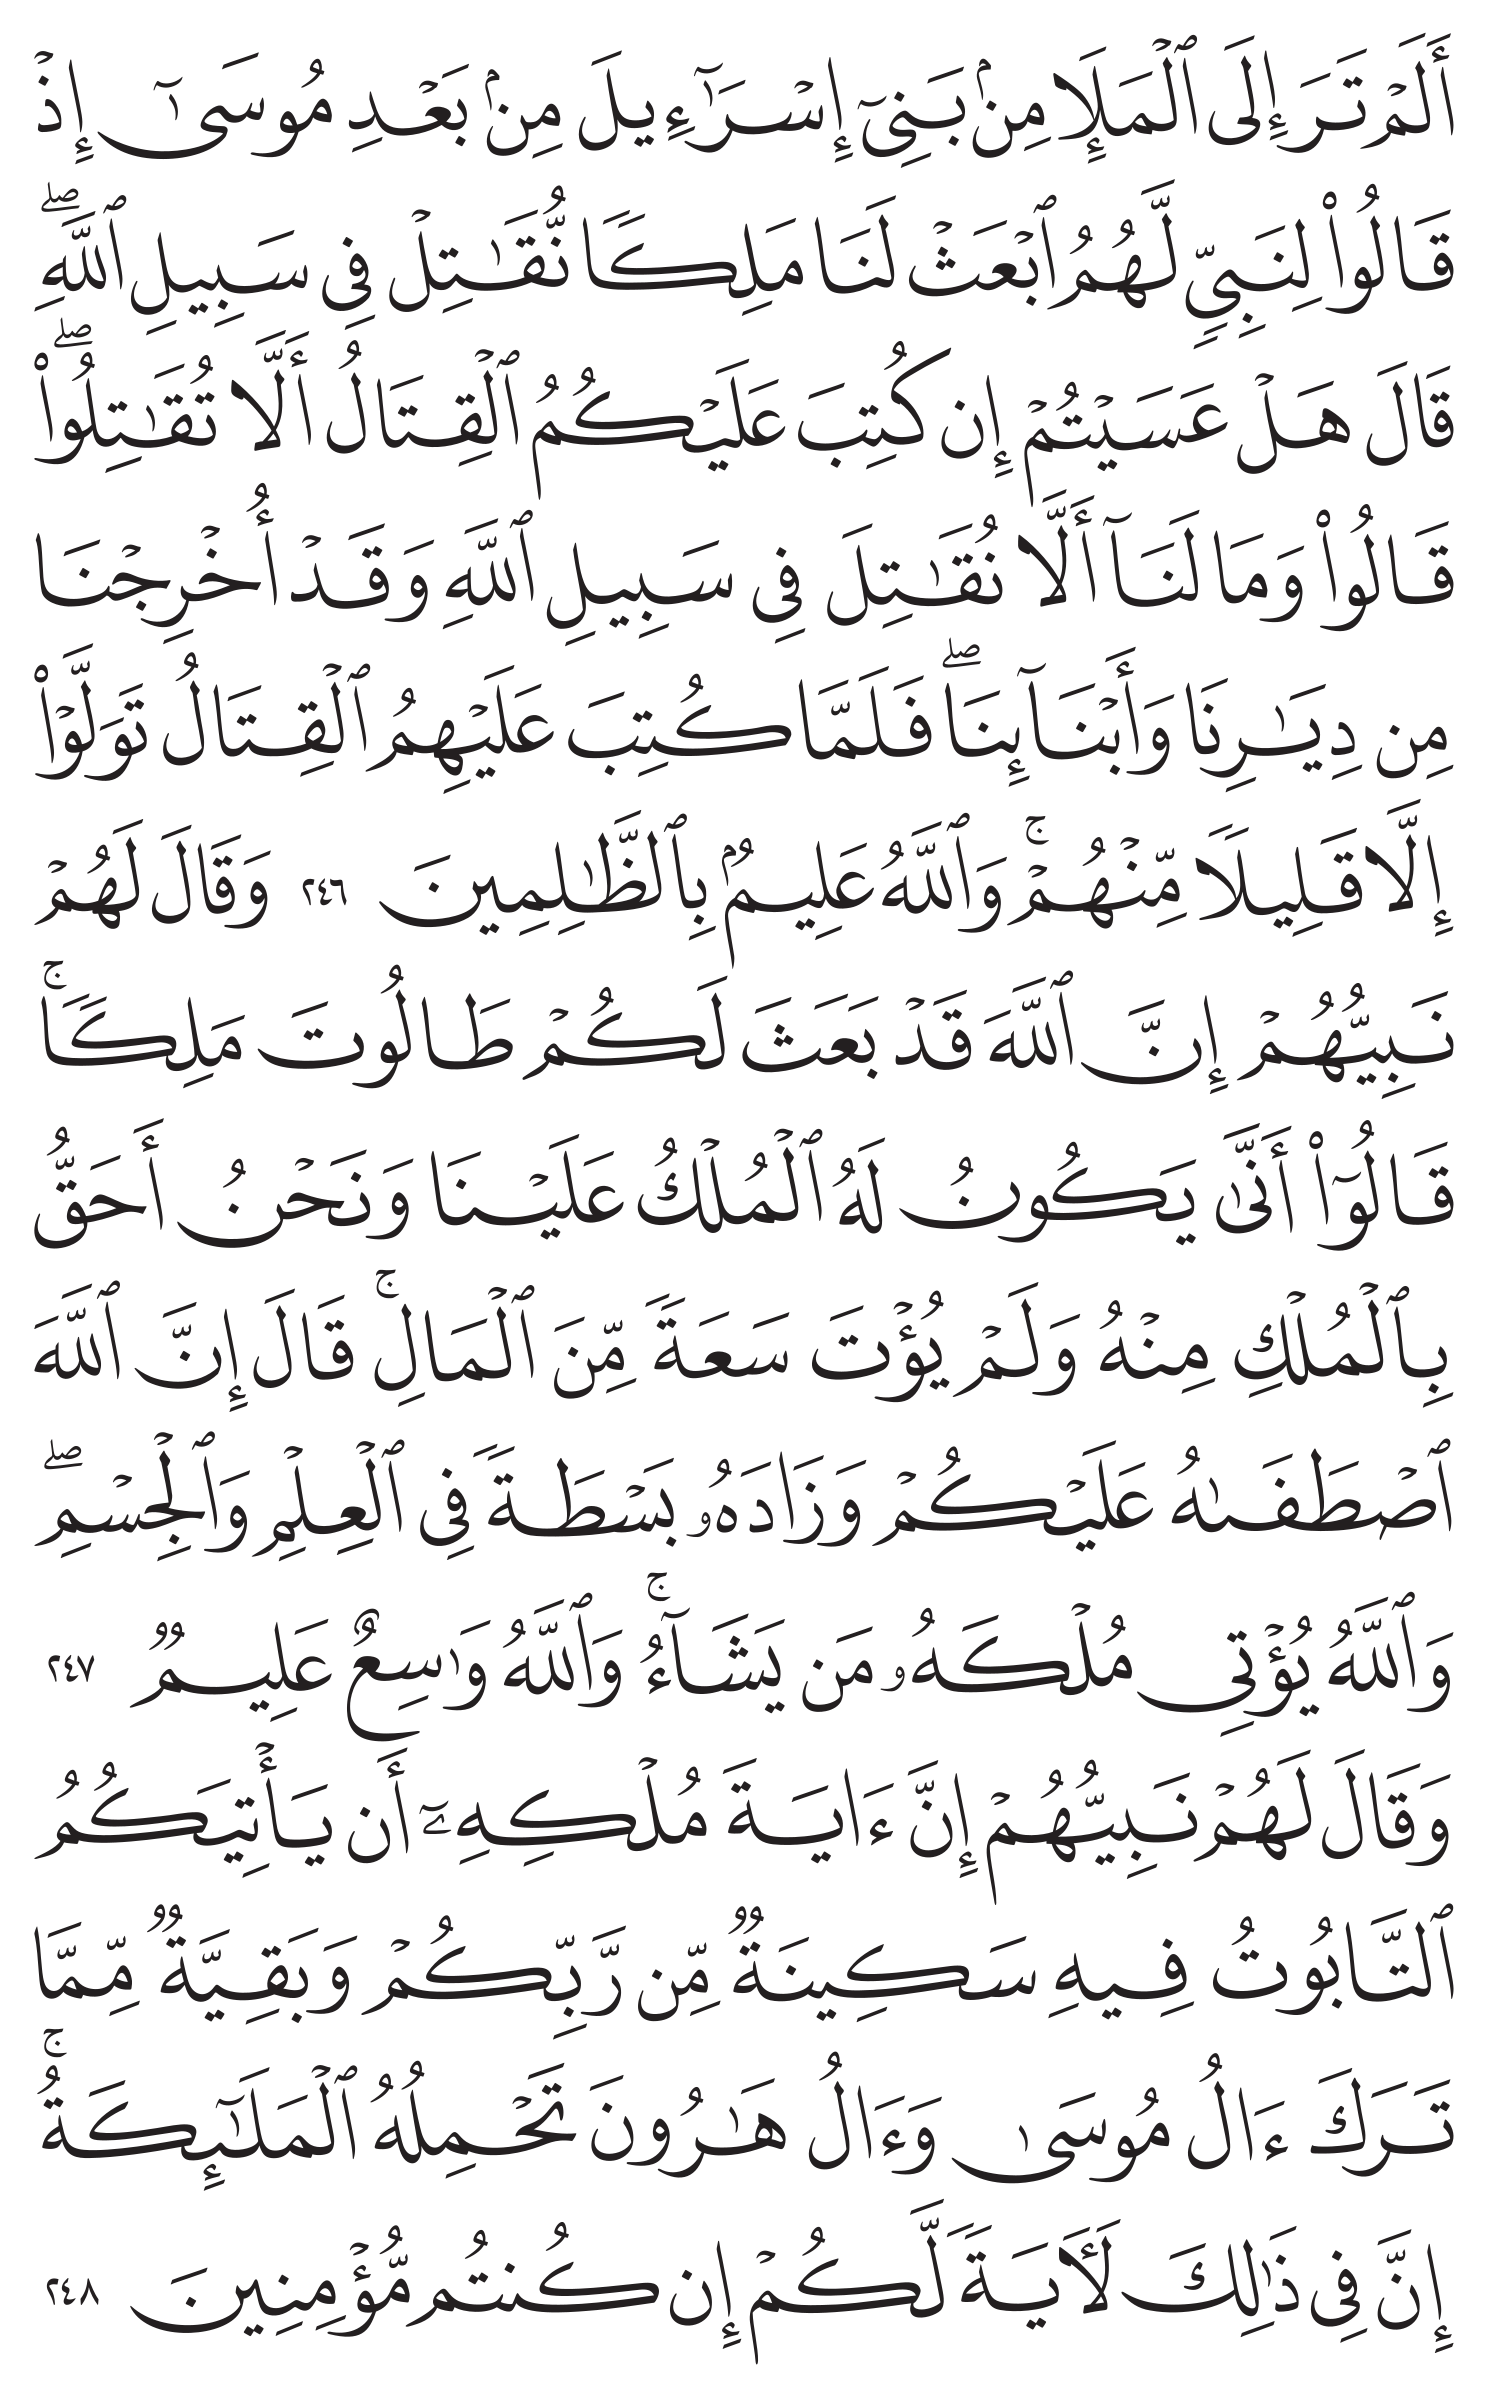 أَلَمۡ تَرَ إِلَى ٱلۡمَلَإِ مِنۢ بَنِيٓ إِسۡرَٰٓءِيلَ مِنۢ بَعۡدِ مُوسَىٰٓ إِذۡ
قَالُواْ لِنَبِيّٖ لَّهُمُ ٱبۡعَثۡ لَنَا مَلِكٗا نُّقَٰتِلۡ فِي سَبِيلِ ٱللَّهِۖ
قَالَ هَلۡ عَسَيۡتُمۡ إِن كُتِبَ عَلَيۡكُمُ ٱلۡقِتَالُ أَلَّا تُقَٰتِلُواْۖ
قَالُواْ وَمَا لَنَآ أَلَّا نُقَٰتِلَ فِي سَبِيلِ ٱللَّهِ وَقَدۡ أُخۡرِجۡنَا
مِن دِيَٰرِنَا وَأَبۡنَآئِنَاۖ فَلَمَّا كُتِبَ عَلَيۡهِمُ ٱلۡقِتَالُ تَوَلَّوۡاْ
إِلَّا قَلِيلٗا مِّنۡهُمۡۚ وَٱللَّهُ عَلِيمُۢ بِٱلظَّٰلِمِينَ ٢٤٦ وَقَالَ لَهُمۡ
نَبِيُّهُمۡ إِنَّ ٱللَّهَ قَدۡ بَعَثَ لَكُمۡ طَالُوتَ مَلِكٗاۚ
قَالُوٓاْ أَنَّىٰ يَكُونُ لَهُ ٱلۡمُلۡكُ عَلَيۡنَا وَنَحۡنُ أَحَقُّ
بِٱلۡمُلۡكِ مِنۡهُ وَلَمۡ يُؤۡتَ سَعَةٗ مِّنَ ٱلۡمَالِۚ قَالَ إِنَّ ٱللَّهَ
ٱصۡطَفَىٰهُ عَلَيۡكُمۡ وَزَادَهُۥ بَسۡطَةٗ فِي ٱلۡعِلۡمِ وَٱلۡجِسۡمِۖ
وَٱللَّهُ يُؤۡتِي مُلۡكَهُۥ مَن يَشَآءُۚ وَٱللَّهُ وَٰسِعٌ عَلِيمٞ ٢٤٧
وَقَالَ لَهُمۡ نَبِيُّهُمۡ إِنَّ ءَايَةَ مُلۡكِهِۦٓ أَن يَأۡتِيَكُمُ
ٱلتَّابُوتُ فِيهِ سَكِينَةٞ مِّن رَّبِّكُمۡ وَبَقِيَّةٞ مِّمَّا
تَرَكَ ءَالُ مُوسَىٰ وَءَالُ هَٰرُونَ تَحۡمِلُهُ ٱلۡمَلَٰٓئِكَةُۚ
إِنَّ فِي ذَٰلِكَ لَأٓيَةٗ لَّكُمۡ إِن كُنتُم مُّؤۡمِنِينَ ٢٤٨